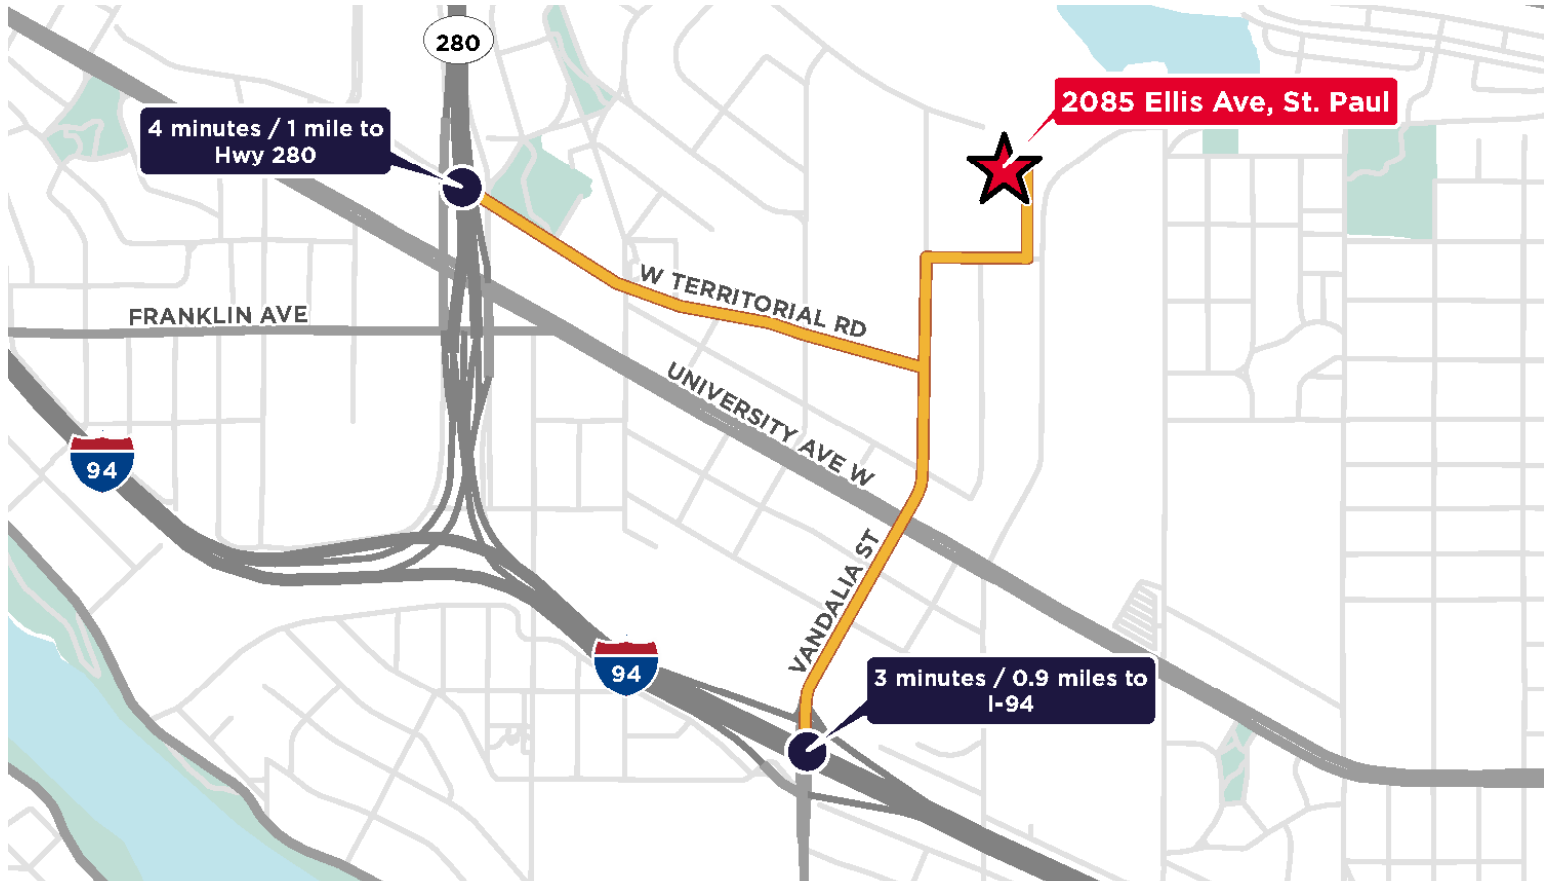 280
2085 Ellis Ave, St. Paul
4 minutes / 1 mile to
Hwy 280
W TERRITORIAL RD
FRANKLIN AVE
UNIVERSITY AVE W
94
VANDALIA ST
94
3 minutes / 0.9 miles to
I-94